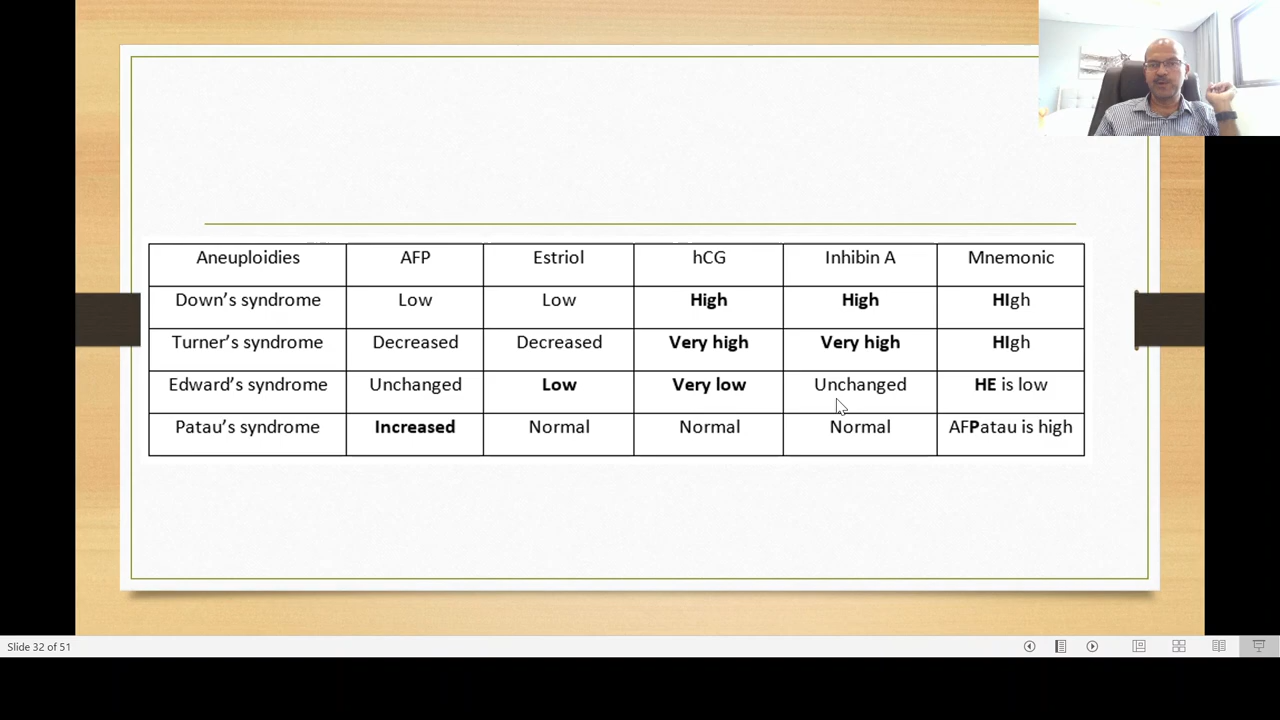 Aneuploidies AFP Estriol hCG Inhibin A Mnemonic
Down’s syndrome Low Low High High HIgh
Turner’s syndrome Decreased Decreased Very high Very high HIgh
Edward’s syndrome Unchanged Low Very low Unchanged HE is low
Patau’s syndrome Increased Normal Normal Normal AFPatau is high
Slide 32 of 51